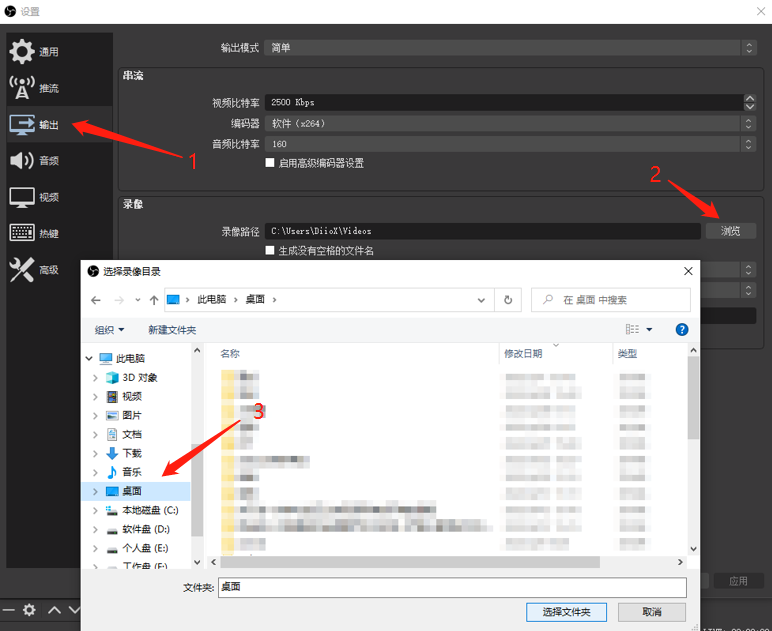 设置
通用
推流
输出
音频
视频
热键
高级
输出模式 简单
串流
视频比特率 2500 Kbps
编码器 软件 (x264)
音频比特率 160
启用高级编码器设置
1
2
录像
录像路径 C:\Users\DiioX\Videos 浏览
生成没有空格的文件名
选择录像目录
此电脑 桌面
在 桌面 中搜索
组织 新建文件夹
名称 修改日期 类型
此电脑
3D 对象
视频
图片
文档
下载
音乐
桌面
本地磁盘 (C:)
软件盘 (D:)
个人盘 (E:)
工作盘 (F:)
3
文件夹: 桌面
选择文件夹 取消
应用